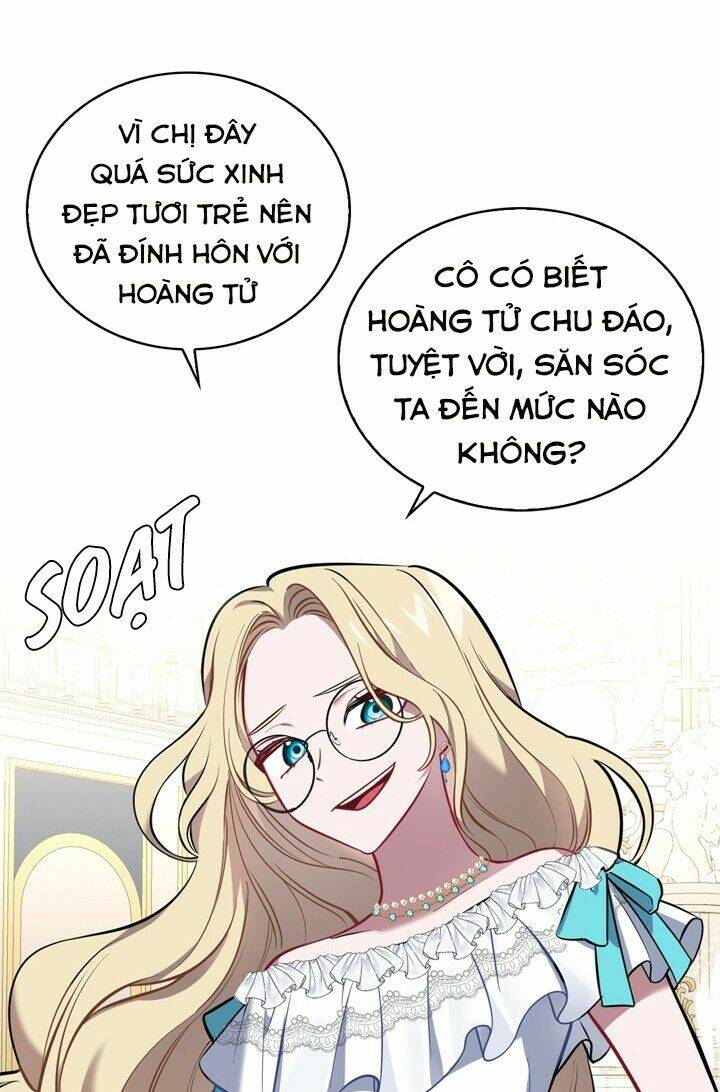 VÌ CHỊ ĐÂY
QUÁ SỨC XINH
ĐẸP TƯƠI TRẺ NÊN
ĐÃ ĐÍNH HÔN VỚI
HOÀNG TỬ
CÔ CÓ BIẾT
HOÀNG TỬ CHU ĐÁO,
TUYỆT VỜI, SĂN SÓC
TA ĐẾN MỨC NÀO
KHÔNG?
SOẠT